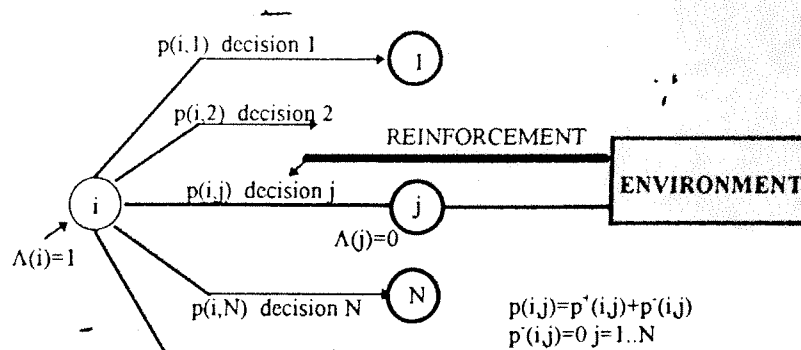 p(i,1) decision 1
1
p(i,2) decision 2
REINFORCEMENT
ENVIRONMENT
i
p(i,j) decision j
j
Λ(i)=1
Λ(j)=0
p(i,N) decision N
N
p(i,j)=p⁺(i,j)+p⁻(i,j)
p⁻(i,j)=0 j=1..N